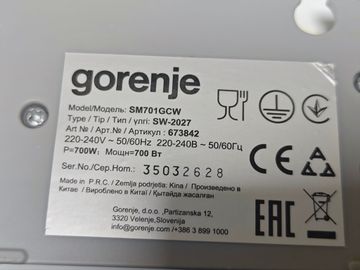 gorenje
Model/Модель: SM701GCW
Type / Tip / Тип / үлгі: SW-2027
Art № / Арт.№ / Артикул : 673842
220-240V ~ 50/60Hz 220-240В ~ 50/60Гц
P=700W; Мощн=700 Вт
Ser.No./Сер.Ном.: 35032628
Made in P.R.C. / Zemlja podrjetla: Kina / Произведено в
Китае / Вироблено в Китаї / Қытайда жасалған
Gorenje, d.o.o. ,Partizanska 12,
3320 Velenje,Slovenija
info@gorenje.com /+386 3 899 1000
CE
EAC